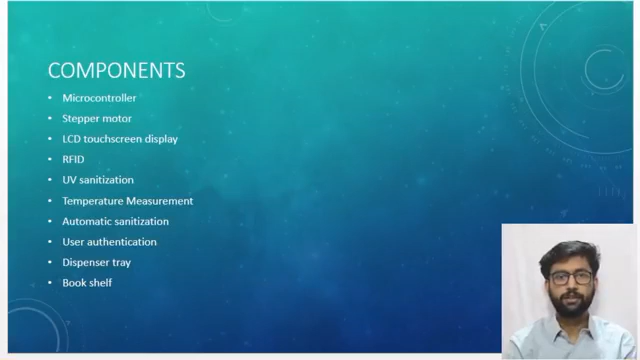 COMPONENTS
• Microcontroller
• Stepper motor
• LCD touchscreen display
• RFID
• UV sanitization
• Temperature Measurement
• Automatic sanitization
• User authentication
• Dispenser tray
• Book shelf